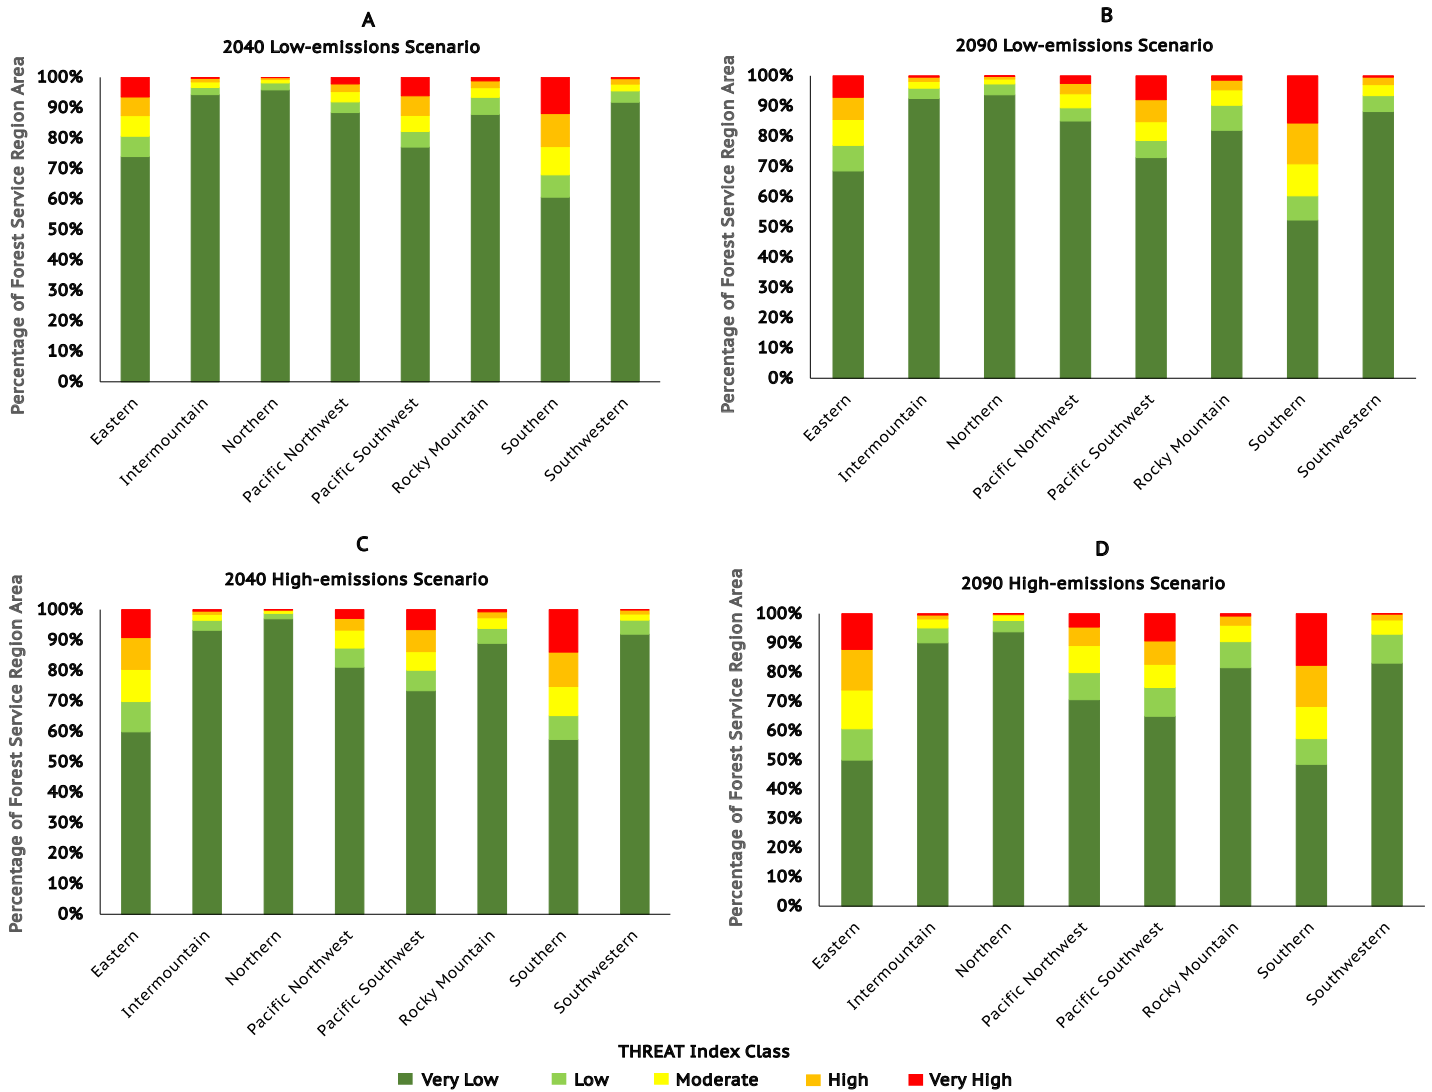 A
2040 Low-emissions Scenario
Percentage of Forest Service Region Area
100%
90%
80%
70%
60%
50%
40%
30%
20%
10%
0%
Eastern
Intermountain
Northern
Pacific Northwest
Pacific Southwest
Rocky Mountain
Southern
Southwestern
B
2090 Low-emissions Scenario
Percentage of Forest Service Region Area
100%
90%
80%
70%
60%
50%
40%
30%
20%
10%
0%
Eastern
Intermountain
Northern
Pacific Northwest
Pacific Southwest
Rocky Mountain
Southern
Southwestern
C
2040 High-emissions Scenario
Percentage of Forest Service Region Area
100%
90%
80%
70%
60%
50%
40%
30%
20%
10%
0%
Eastern
Intermountain
Northern
Pacific Northwest
Pacific Southwest
Rocky Mountain
Southern
Southwestern
D
2090 High-emissions Scenario
Percentage of Forest Service Region Area
100%
90%
80%
70%
60%
50%
40%
30%
20%
10%
0%
Eastern
Intermountain
Northern
Pacific Northwest
Pacific Southwest
Rocky Mountain
Southern
Southwestern
THREAT Index Class
Very Low Low Moderate High Very High